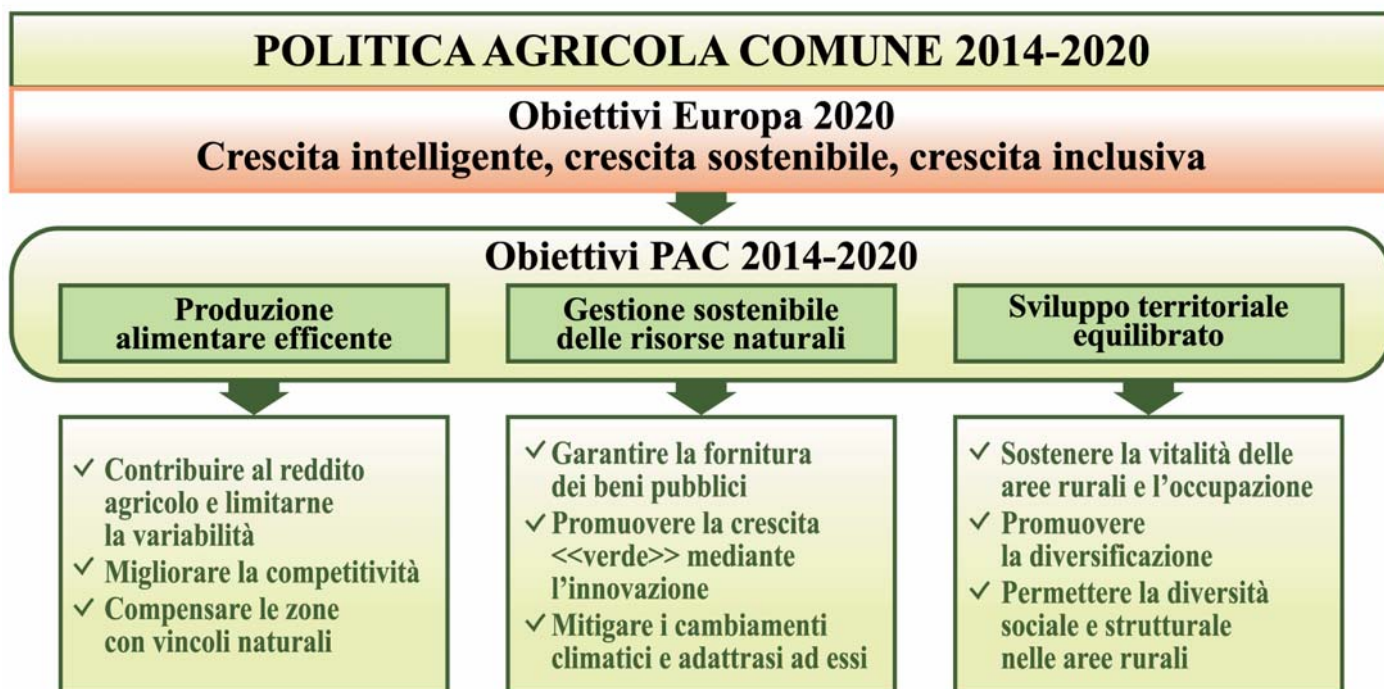 POLITICA AGRICOLA COMUNE 2014-2020
Obiettivi Europa 2020
Crescita intelligente, crescita sostenibile, crescita inclusiva
Obiettivi PAC 2014-2020
Produzione
alimentare efficente
✓ Contribuire al reddito
agricolo e limitarne
la variabilità
✓ Migliorare la competitività
✓ Compensare le zone
con vincoli naturali
Gestione sostenibile
delle risorse naturali
✓ Garantire la fornitura
dei beni pubblici
✓ Promuovere la crescita
<<verde>> mediante
l’innovazione
✓ Mitigare i cambiamenti
climatici e adattrasi ad essi
Sviluppo territoriale
equilibrato
✓ Sostenere la vitalità delle
aree rurali e l’occupazione
✓ Promuovere
la diversificazione
✓ Permettere la diversità
sociale e strutturale
nelle aree rurali